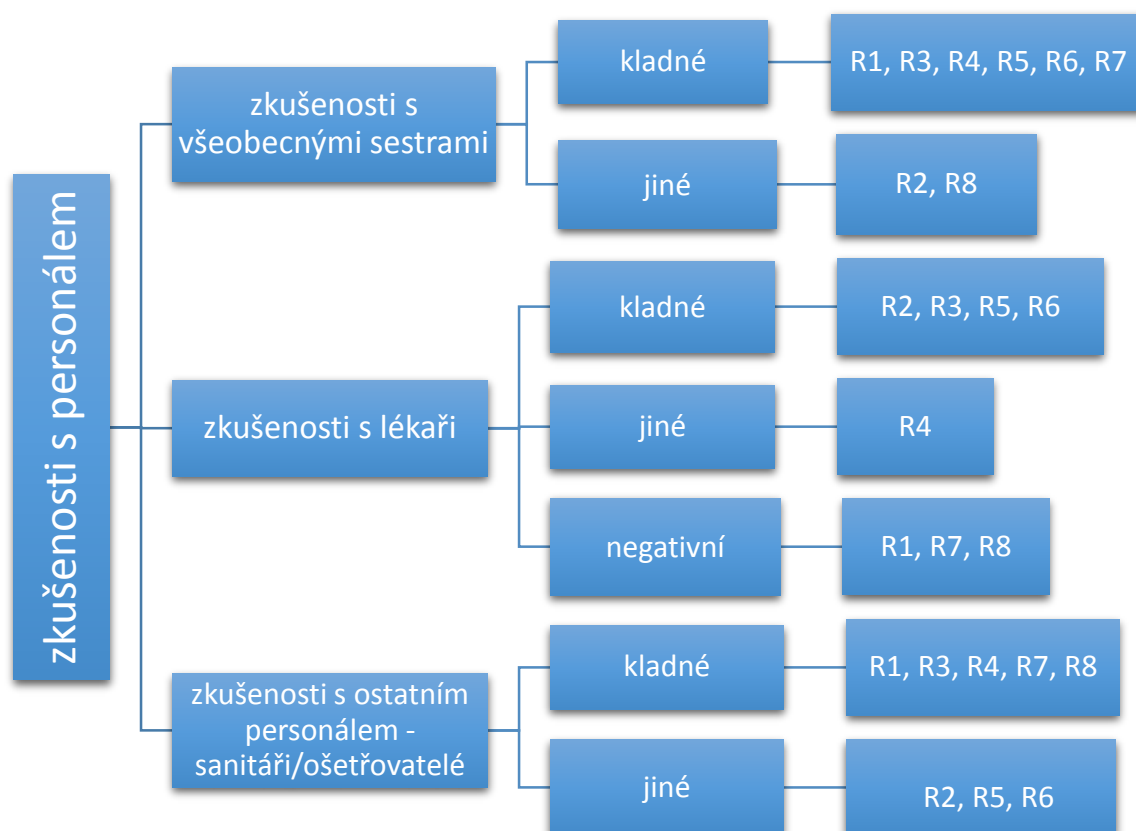 zkušenosti s personálem
zkušenosti s
všeobecnými sestrami
kladné
R1, R3, R4, R5, R6, R7
jiné
R2, R8
zkušenosti s lékaři
kladné
R2, R3, R5, R6
jiné
R4
negativní
R1, R7, R8
zkušenosti s ostatním
personálem -
sanitáři/ošetřovatelé
kladné
R1, R3, R4, R7, R8
jiné
R2, R5, R6